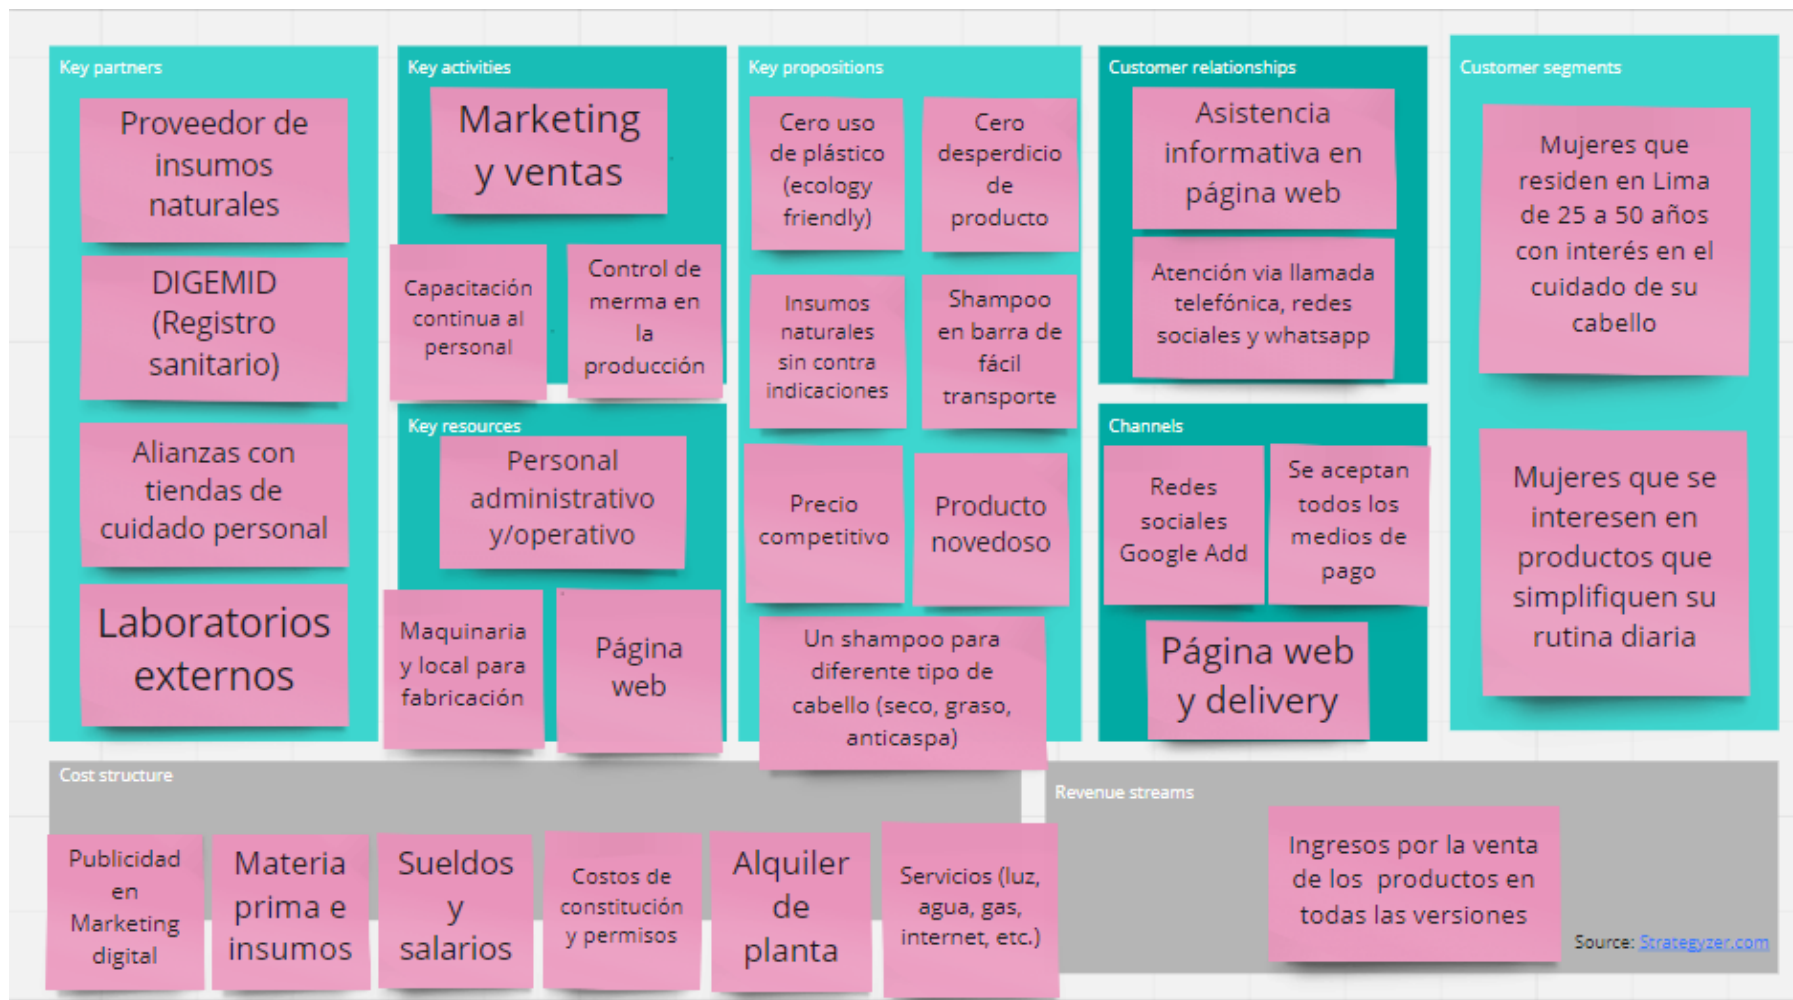 Key partners
Proveedor de
insumos
naturales
DIGEMID
(Registro
sanitario)
Alianzas con
tiendas de
cuidado personal
Laboratorios
externos
Key activities
Marketing
y ventas
Capacitación
continua al
personal
Control de
merma en
la
producción
Key resources
Personal
administrativo
y/operativo
Maquinaria
y local para
fabricación
Página
web
Key propositions
Cero uso
de plástico
(ecology
friendly)
Cero
desperdicio
de
producto
Insumos
naturales
sin contra
indicaciones
Shampoo
en barra de
fácil
transporte
Precio
competitivo
Producto
novedoso
Un shampoo para
diferente tipo de
cabello (seco, graso,
anticaspa)
Customer relationships
Asistencia
informativa en
página web
Atención via llamada
telefónica, redes
sociales y whatsapp
Channels
Redes
sociales
Google Add
Se aceptan
todos los
medios de
pago
Página web
y delivery
Customer segments
Mujeres que
residen en Lima
de 25 a 50 años
con interés en el
cuidado de su
cabello
Mujeres que se
interesen en
productos que
simplifiquen su
rutina diaria
Cost structure
Publicidad
en
Marketing
digital
Materia
prima e
insumos
Sueldos
y
salarios
Costos de
constitución
y permisos
Alquiler
de
planta
Servicios (luz,
agua, gas,
internet, etc.)
Revenue streams
Ingresos por la venta
de los productos en
todas las versiones
Source: Strategyzer.com